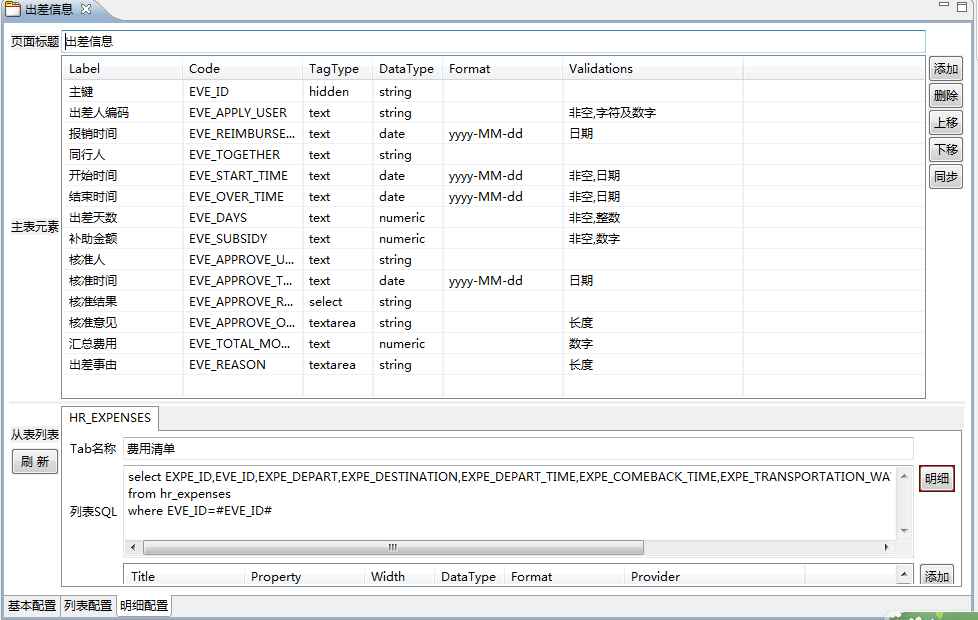 出差信息
页面标题 出差信息
Label Code TagType DataType Format Validations 添加
主键 EVE_ID hidden string
出差人编码 EVE_APPLY_USER text string 非空,字符及数字 删除
报销时间 EVE_REIMBURSE... text date yyyy-MM-dd 日期 上移
同行人 EVE_TOGETHER text string 下移
开始时间 EVE_START_TIME text date yyyy-MM-dd 非空,日期 同步
结束时间 EVE_OVER_TIME text date yyyy-MM-dd 非空,日期
出差天数 EVE_DAYS text numeric 非空,整数
主表元素
补助金额 EVE_SUBSIDY text numeric 非空,数字
核准人 EVE_APPROVE_U... text string
核准时间 EVE_APPROVE_T... text date yyyy-MM-dd 日期
核准结果 EVE_APPROVE_R... select string
核准意见 EVE_APPROVE_O... textarea string 长度
汇总费用 EVE_TOTAL_MO... text numeric 数字
出差事由 EVE_REASON textarea string 长度
HR_EXPENSES
从表列表
Tab名称 费用清单
刷 新
select EXPE_ID,EVE_ID,EXPE_DEPART,EXPE_DESTINATION,EXPE_DEPART_TIME,EXPE_COMEBACK_TIME,EXPE_TRANSPORTATION_WA 明细
from hr_expenses
列表SQL where EVE_ID=#EVE_ID#
Title Property Width DataType Format Provider 添加
基本配置 列表配置 明细配置